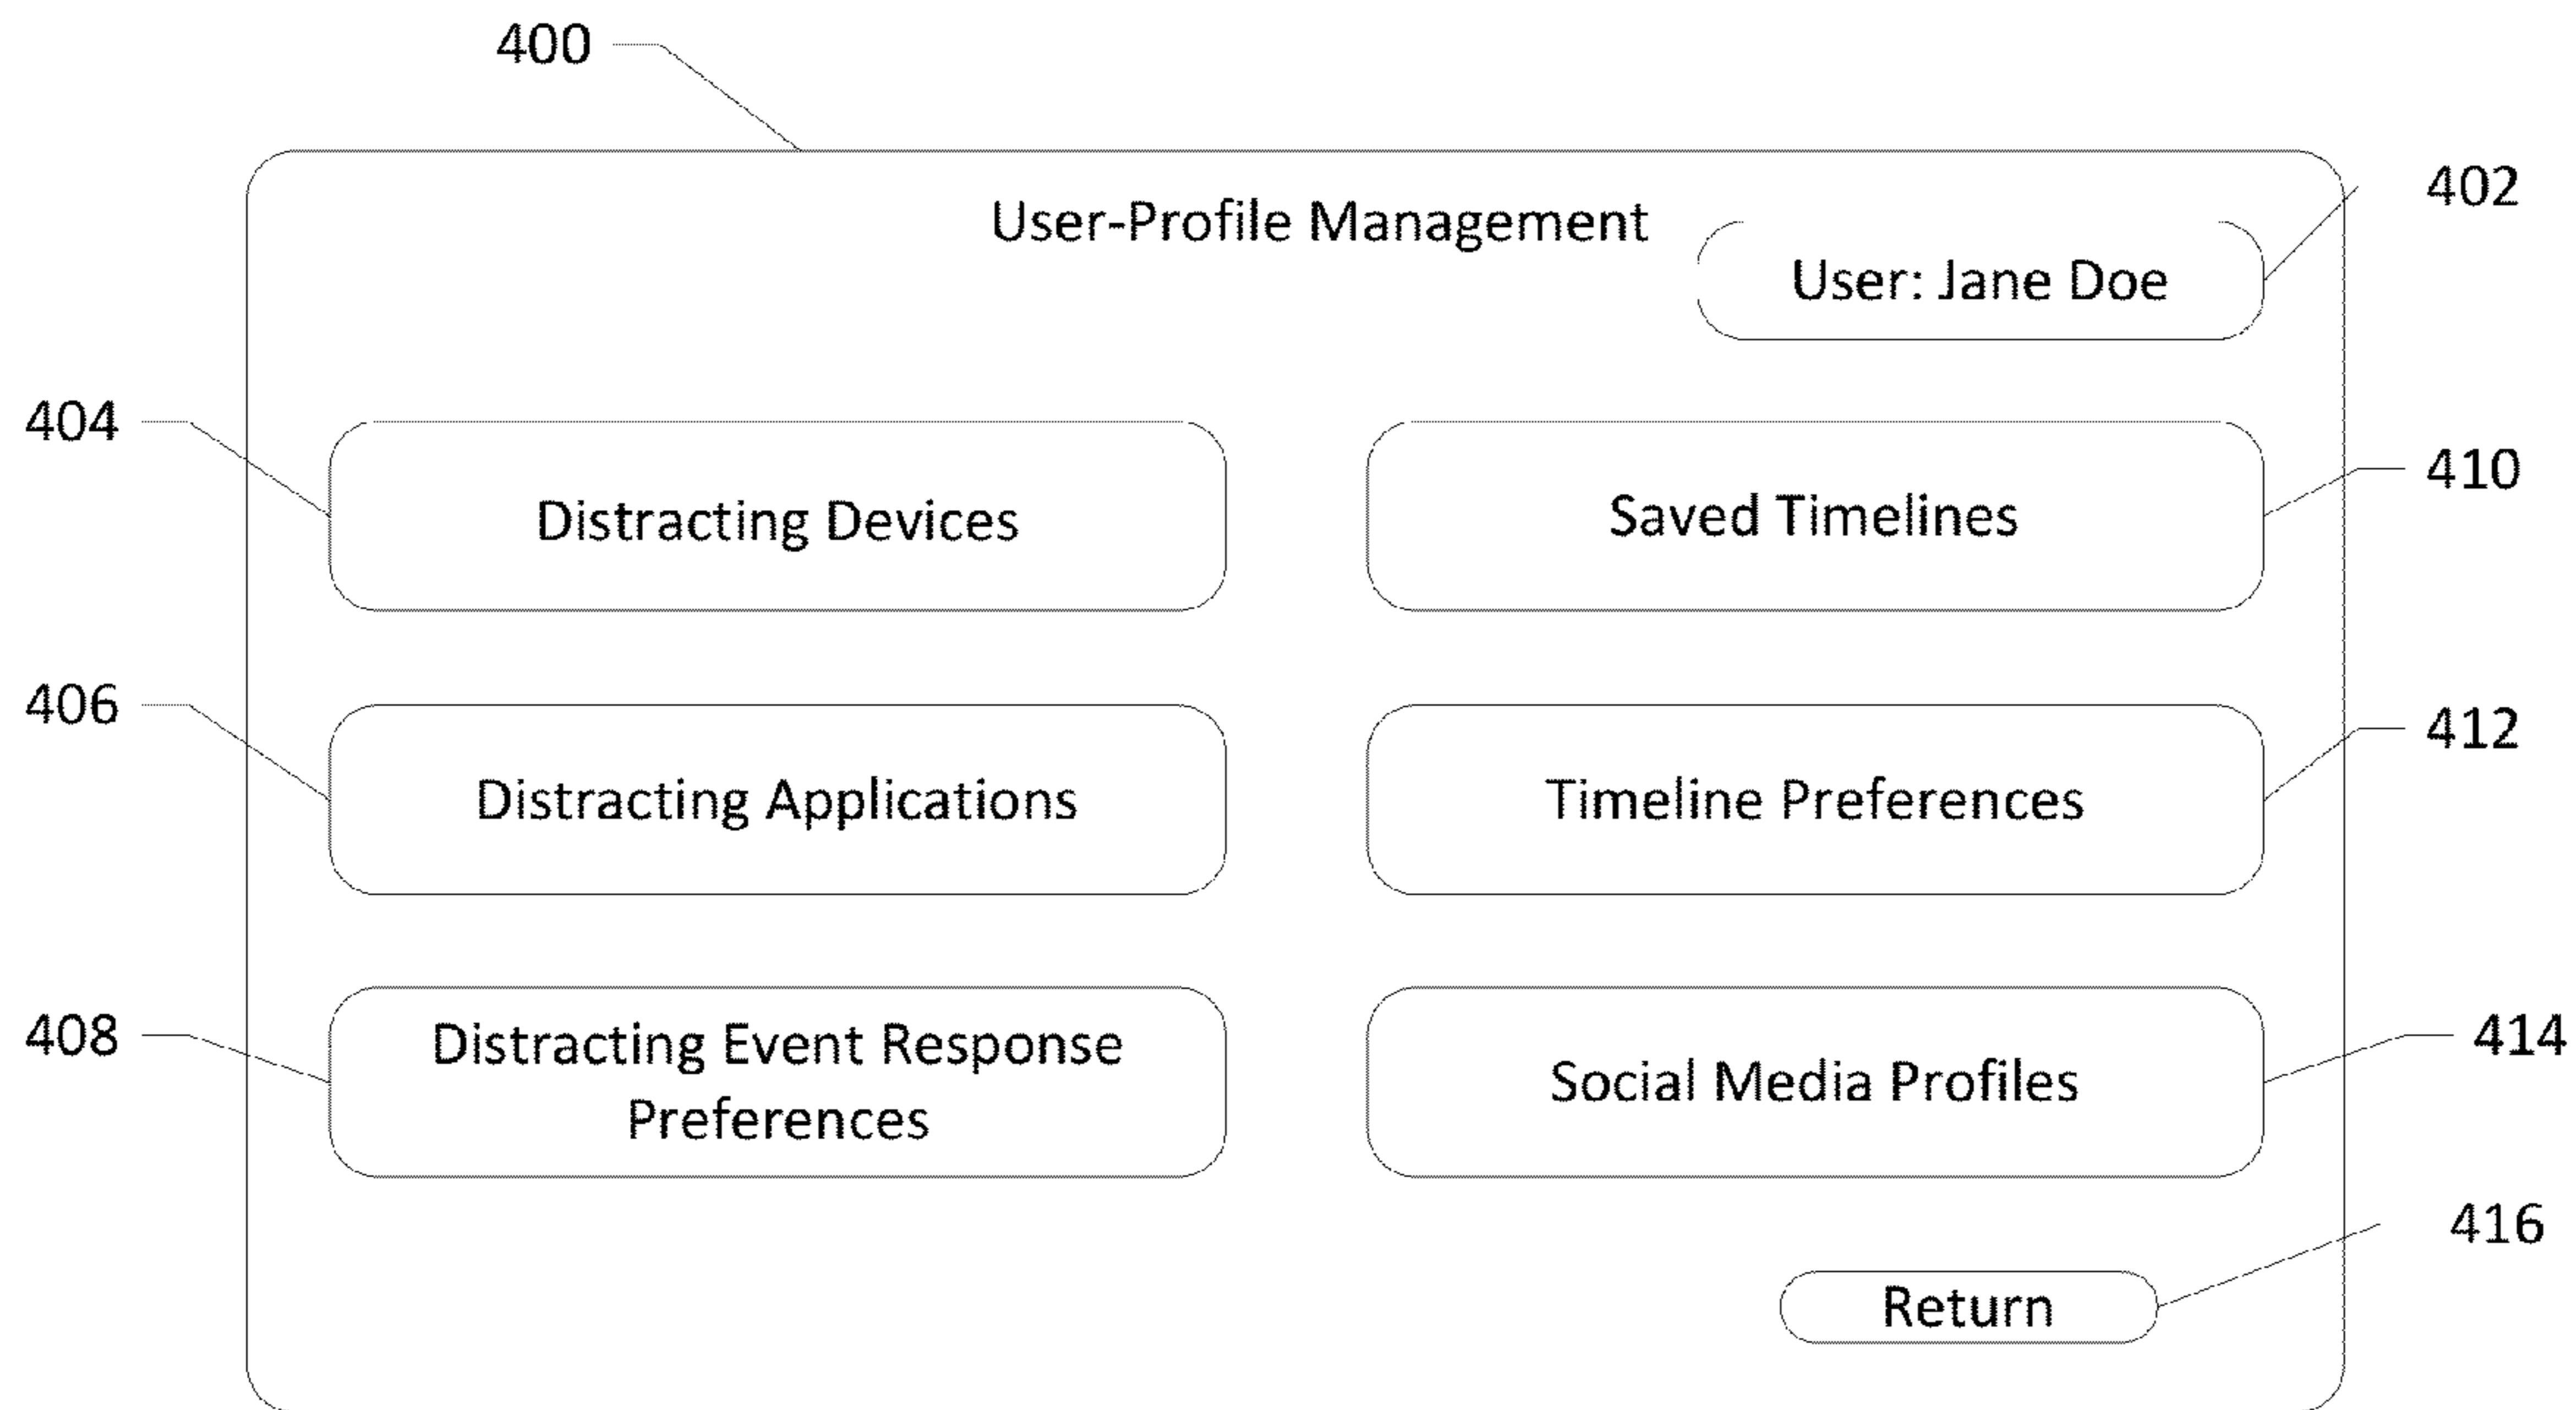 400
User-Profile Management
402
User: Jane Doe
404
Distracting Devices
Saved Timelines
410
406
Distracting Applications
Timeline Preferences
412
408
Distracting Event Response
Preferences
Social Media Profiles
414
416
Return